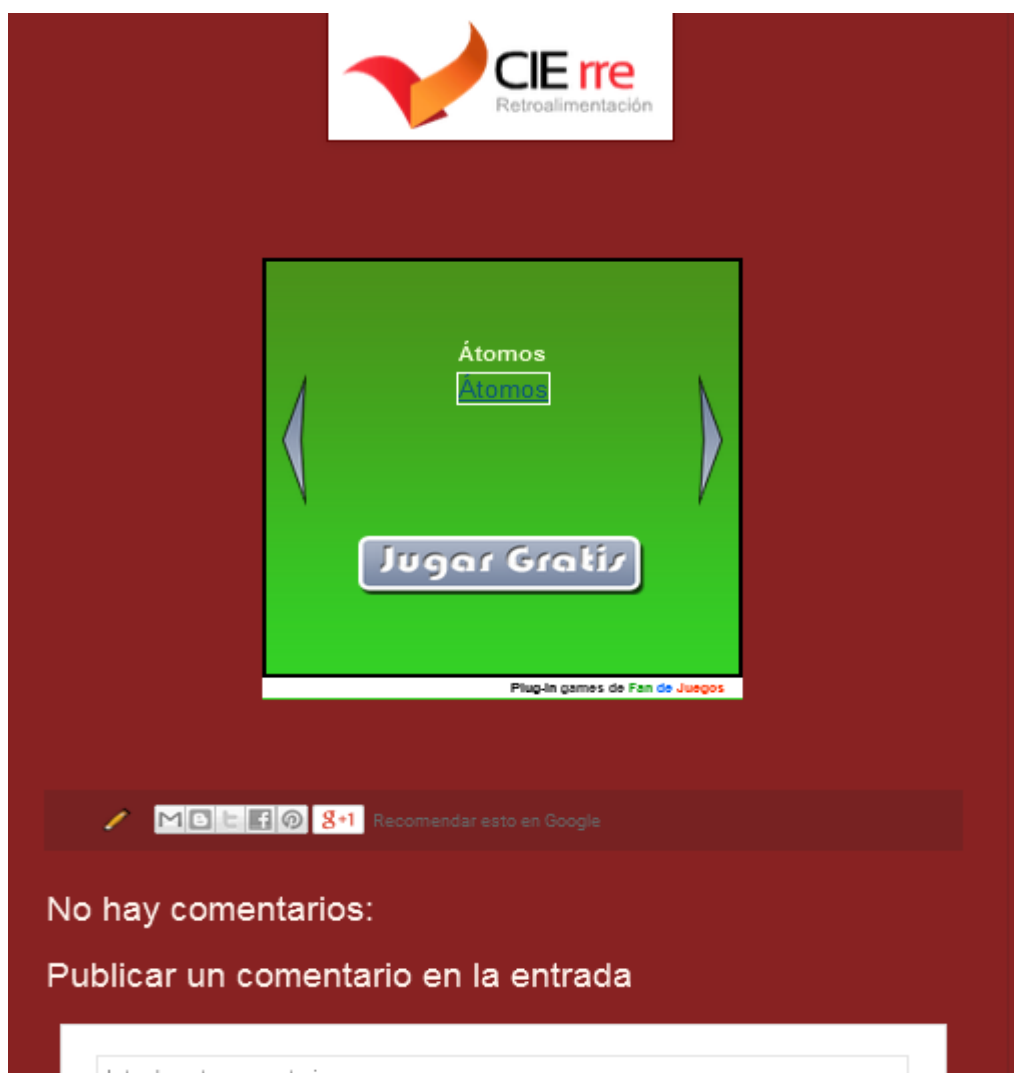 CIE rre
Retroalimentación
Átomos
Átomos
Jugar Gratis
Plug-in games de Fan de Juegos
g+1 Recomendar esto en Google
No hay comentarios:
Publicar un comentario en la entrada